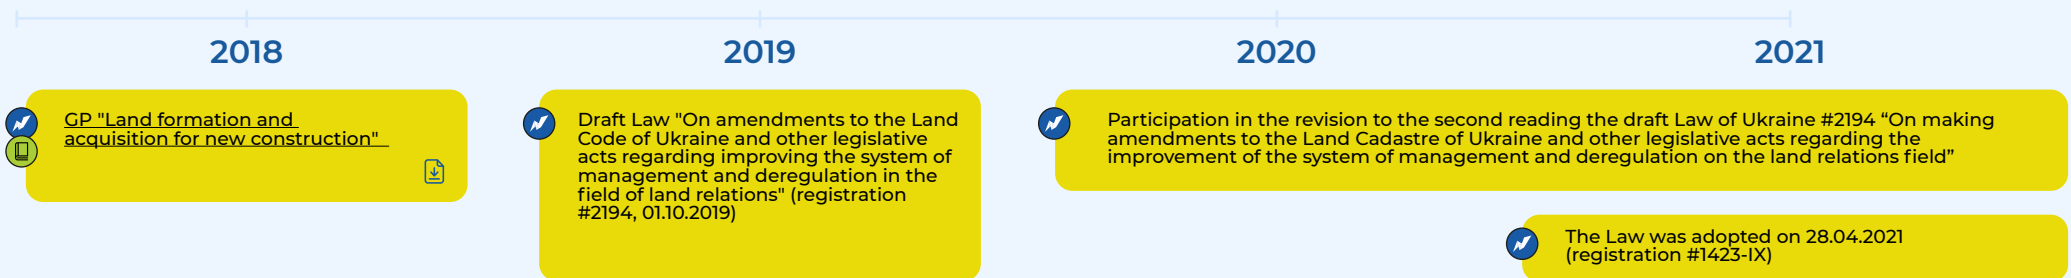 2018
2019
2020
2021
GP "Land formation and
acquisition for new construction"
Draft Law "On amendments to the Land
Code of Ukraine and other legislative
acts regarding improving the system of
management and deregulation in the
field of land relations" (registration
#2194, 01.10.2019)
Participation in the revision to the second reading the draft Law of Ukraine #2194 “On making
amendments to the Land Cadastre of Ukraine and other legislative acts regarding the
improvement of the system of management and deregulation on the land relations field”
The Law was adopted on 28.04.2021
(registration #1423-IX)